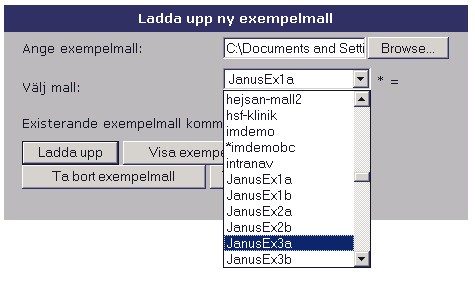 Ladda upp ny exempelmall
Ange exempelmall: C:\Documents and Setti Browse...
Välj mall: JanusEx1a * =
hejsan-mall2
hsf-klinik
Existerande exempelmall komm
imdemo
*imdemobc
Ladda upp Visa exempe
intranav
Ta bort exempelmall
JanusEx1a
JanusEx1b
JanusEx2a
JanusEx2b
JanusEx3a
JanusEx3b